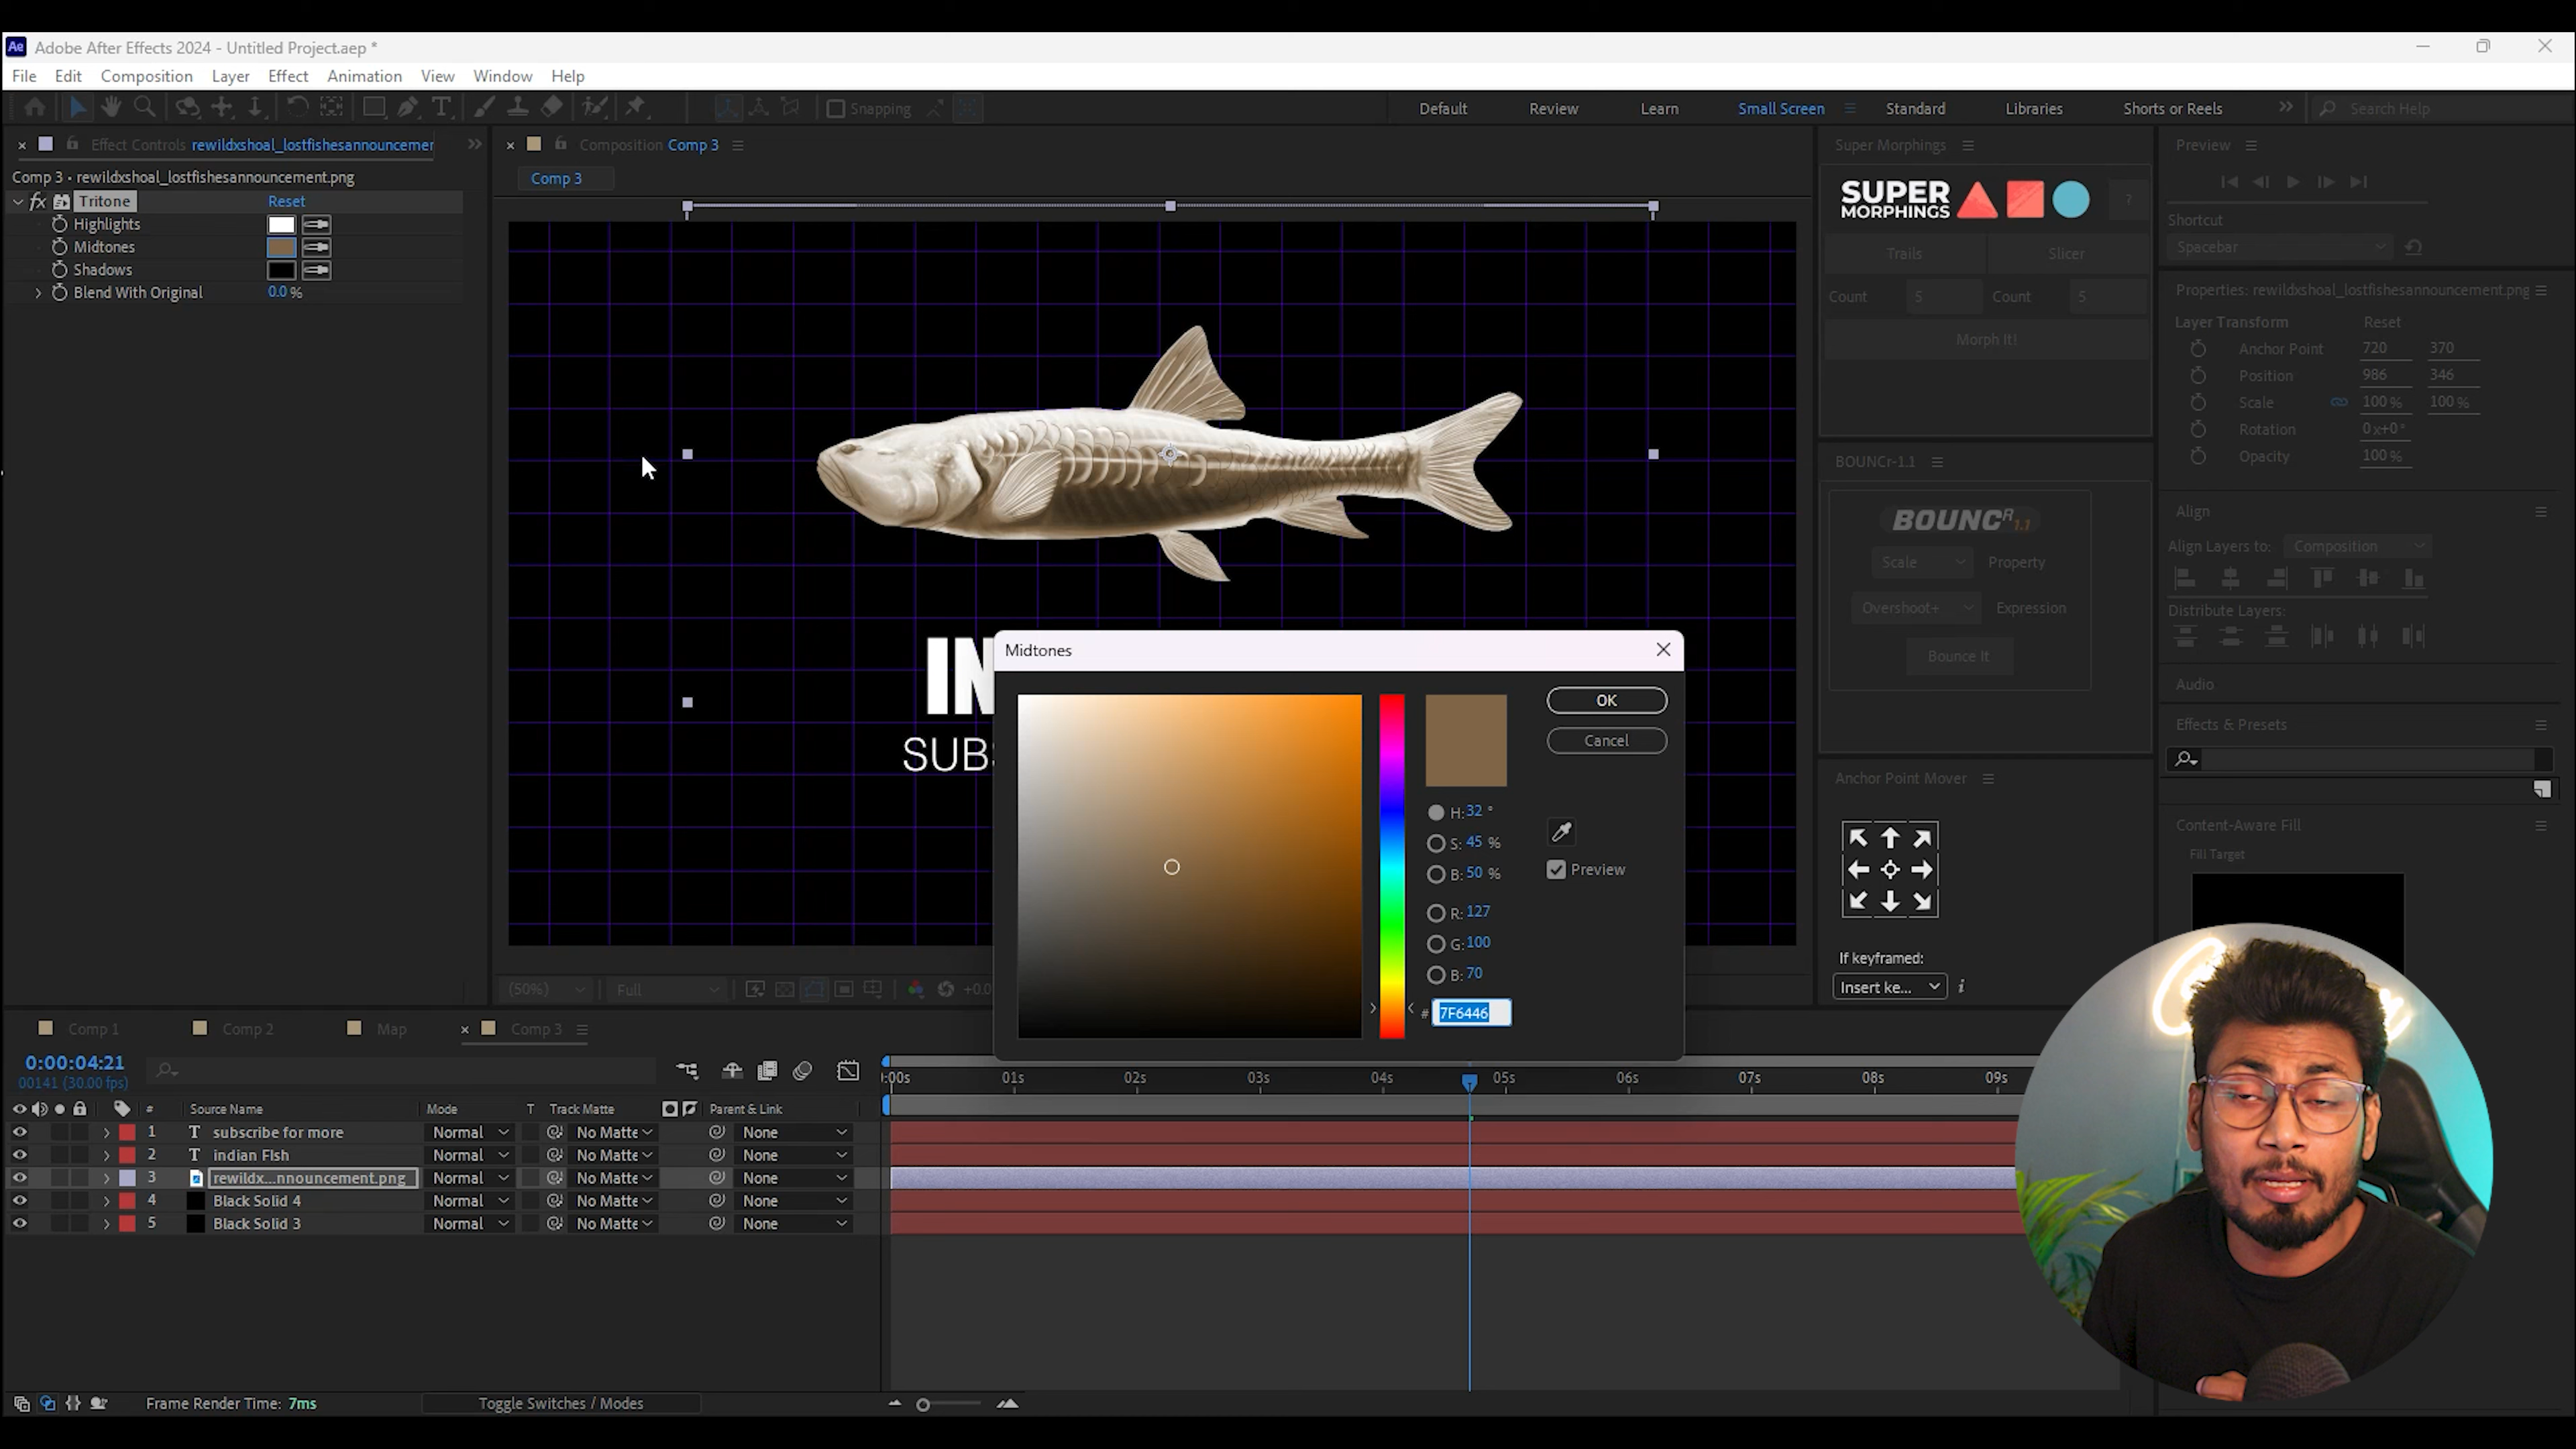 Ae Adobe After Effects 2024 - Untitled Project.aep *
File Edit Composition Layer Effect Animation View Window Help
Snapping Default Review Learn Small Screen Standard Libraries Shorts or Reels Search Help
Effect Controls rewildxshoal_lostfishesannouncemer
Comp 3 • rewildxshoal_lostfishesannouncement.png
fx Tritone Reset
Highlights
Midtones
Shadows
Blend With Original 0.0 %
Composition Comp 3
Comp 3
IN
SUBS
Midtones
OK
Cancel
H: 32 °
S: 45 %
B: 50 %
Preview
R: 127
G: 100
B: 70
# 7F6446
(50%) Full +0.0
Super Morphings
SUPER
MORPHINGS
?
Trails Slicer
Count 5 Count 5
Morph It!
BOUNCr-1.1
BOUNCR 1.1
Scale Property
Overshoot+ Expression
Bounce It
Anchor Point Mover
If keyframed:
Insert ke... i
Preview
Shortcut
Spacebar
Properties: rewildxshoal_lostfishesannouncement.png
Layer Transform Reset
Anchor Point 720 370
Position 986 346
Scale 100 % 100 %
Rotation 0x+0°
Opacity 100 %
Align
Align Layers to: Composition
Distribute Layers:
Audio
Effects & Presets
Content-Aware Fill
Fill Target
Comp 1 Comp 2 Map Comp 3
0:00:04:21
00141 (30.00 fps)
:00s 01s 02s 03s 04s 05s 06s 07s 08s 09s
# Source Name Mode T Track Matte Parent & Link
1 T subscribe for more Normal No Matte None
2 T indian FIsh Normal No Matte None
3 rewildx...nnouncement.png Normal No Matte None
4 Black Solid 4 Normal No Matte None
5 Black Solid 3 Normal No Matte None
Frame Render Time: 7ms Toggle Switches / Modes